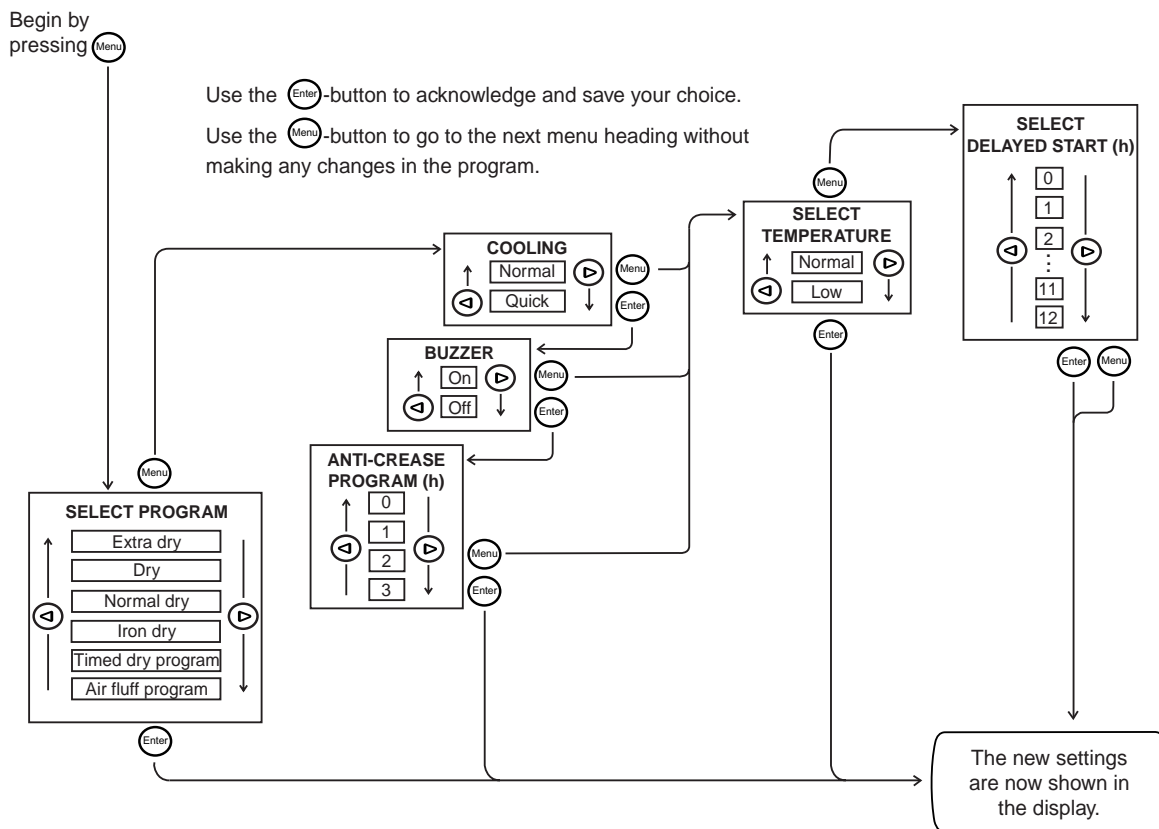 Begin by
pressing Menu
Use the Enter-button to acknowledge and save your choice.
Use the Menu-button to go to the next menu heading without
making any changes in the program.
SELECT
DELAYED START (h)
0
1
2
11
12
Enter
Menu
Menu
SELECT
TEMPERATURE
Normal
Low
Enter
COOLING
Normal
Quick
Menu
Enter
BUZZER
On
Off
Menu
Enter
ANTI-CREASE
PROGRAM (h)
0
1
2
3
Menu
Enter
Menu
SELECT PROGRAM
Extra dry
Dry
Normal dry
Iron dry
Timed dry program
Air fluff program
Enter
The new settings
are now shown in
the display.